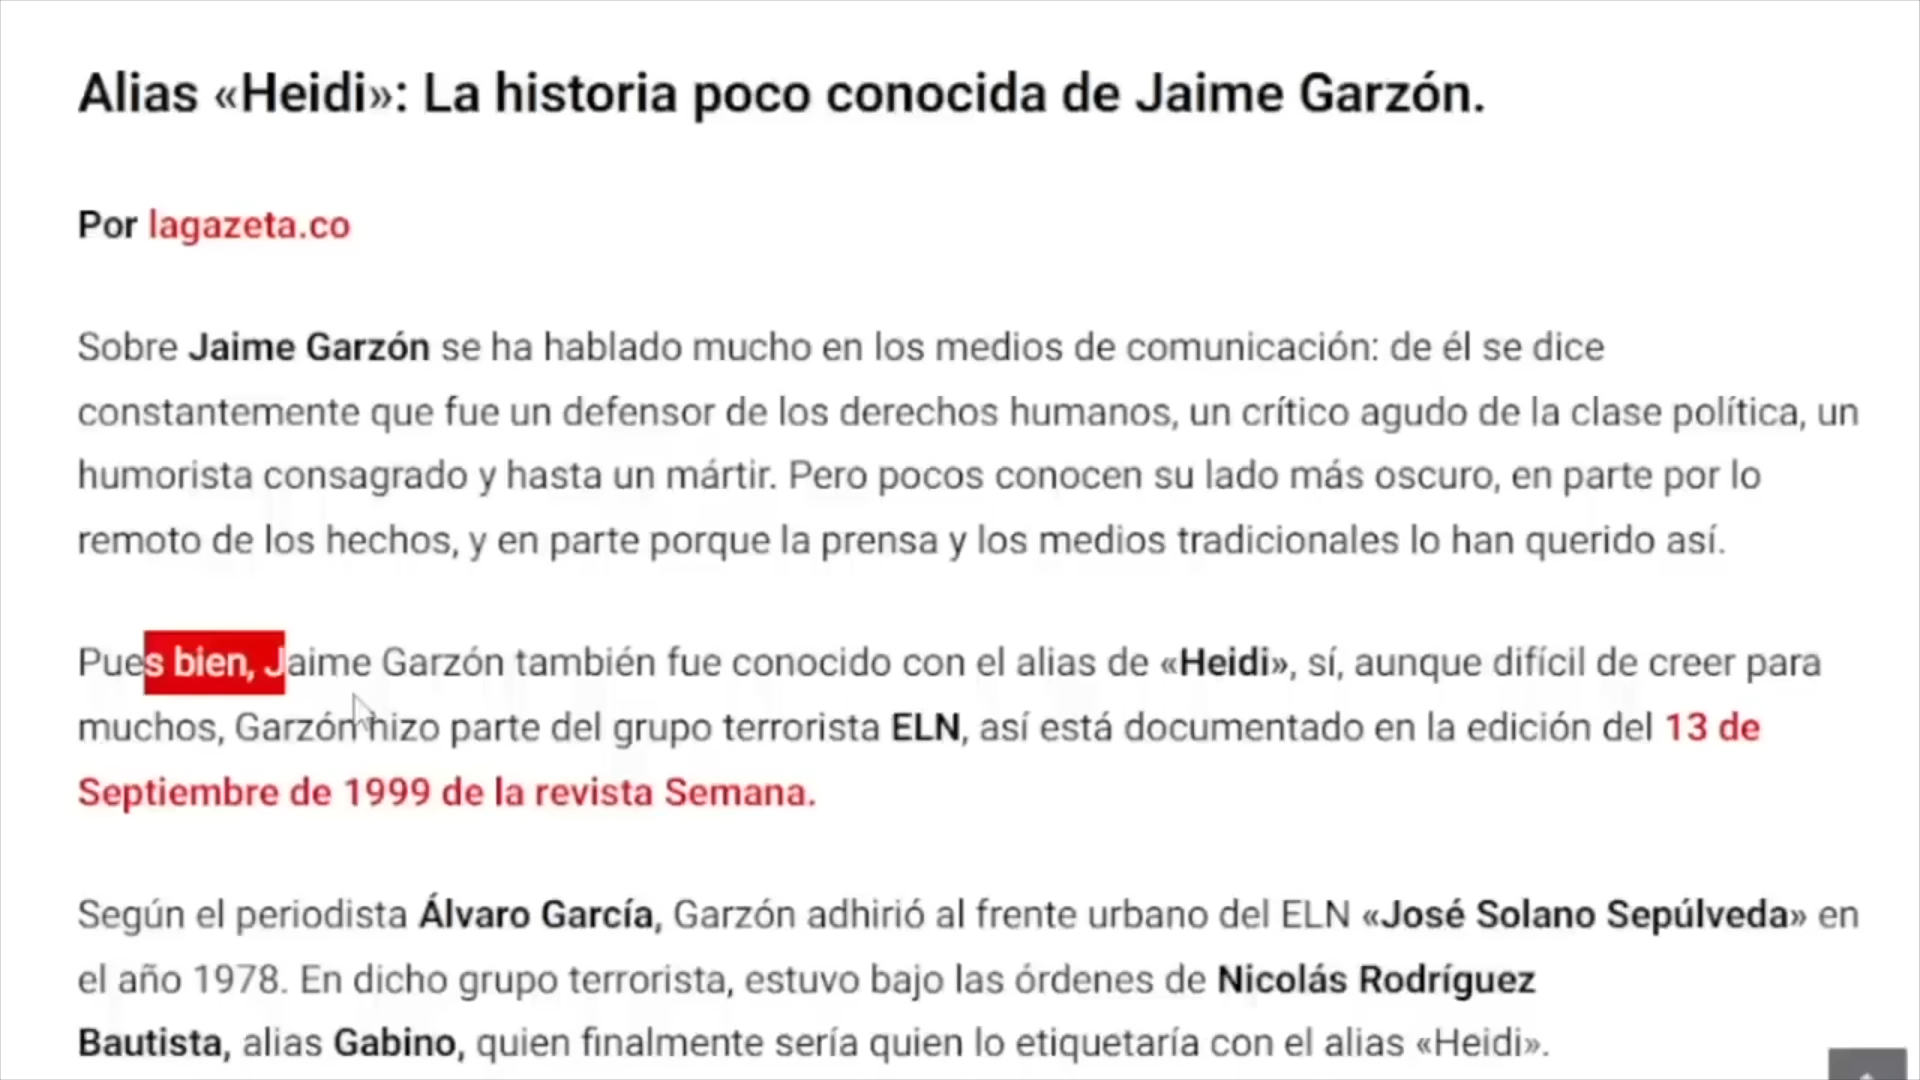 Alias «Heidi»: La historia poco conocida de Jaime Garzón.
Por lagazeta.co
Sobre Jaime Garzón se ha hablado mucho en los medios de comunicación: de él se dice
constantemente que fue un defensor de los derechos humanos, un crítico agudo de la clase política, un
humorista consagrado y hasta un mártir. Pero pocos conocen su lado más oscuro, en parte por lo
remoto de los hechos, y en parte porque la prensa y los medios tradicionales lo han querido así.
Pues bien, Jaime Garzón también fue conocido con el alias de «Heidi», sí, aunque difícil de creer para
muchos, Garzón hizo parte del grupo terrorista ELN, así está documentado en la edición del 13 de
Septiembre de 1999 de la revista Semana.
Según el periodista Álvaro García, Garzón adhirió al frente urbano del ELN «José Solano Sepúlveda» en
el año 1978. En dicho grupo terrorista, estuvo bajo las órdenes de Nicolás Rodríguez
Bautista, alias Gabino, quien finalmente sería quien lo etiquetaría con el alias «Heidi».